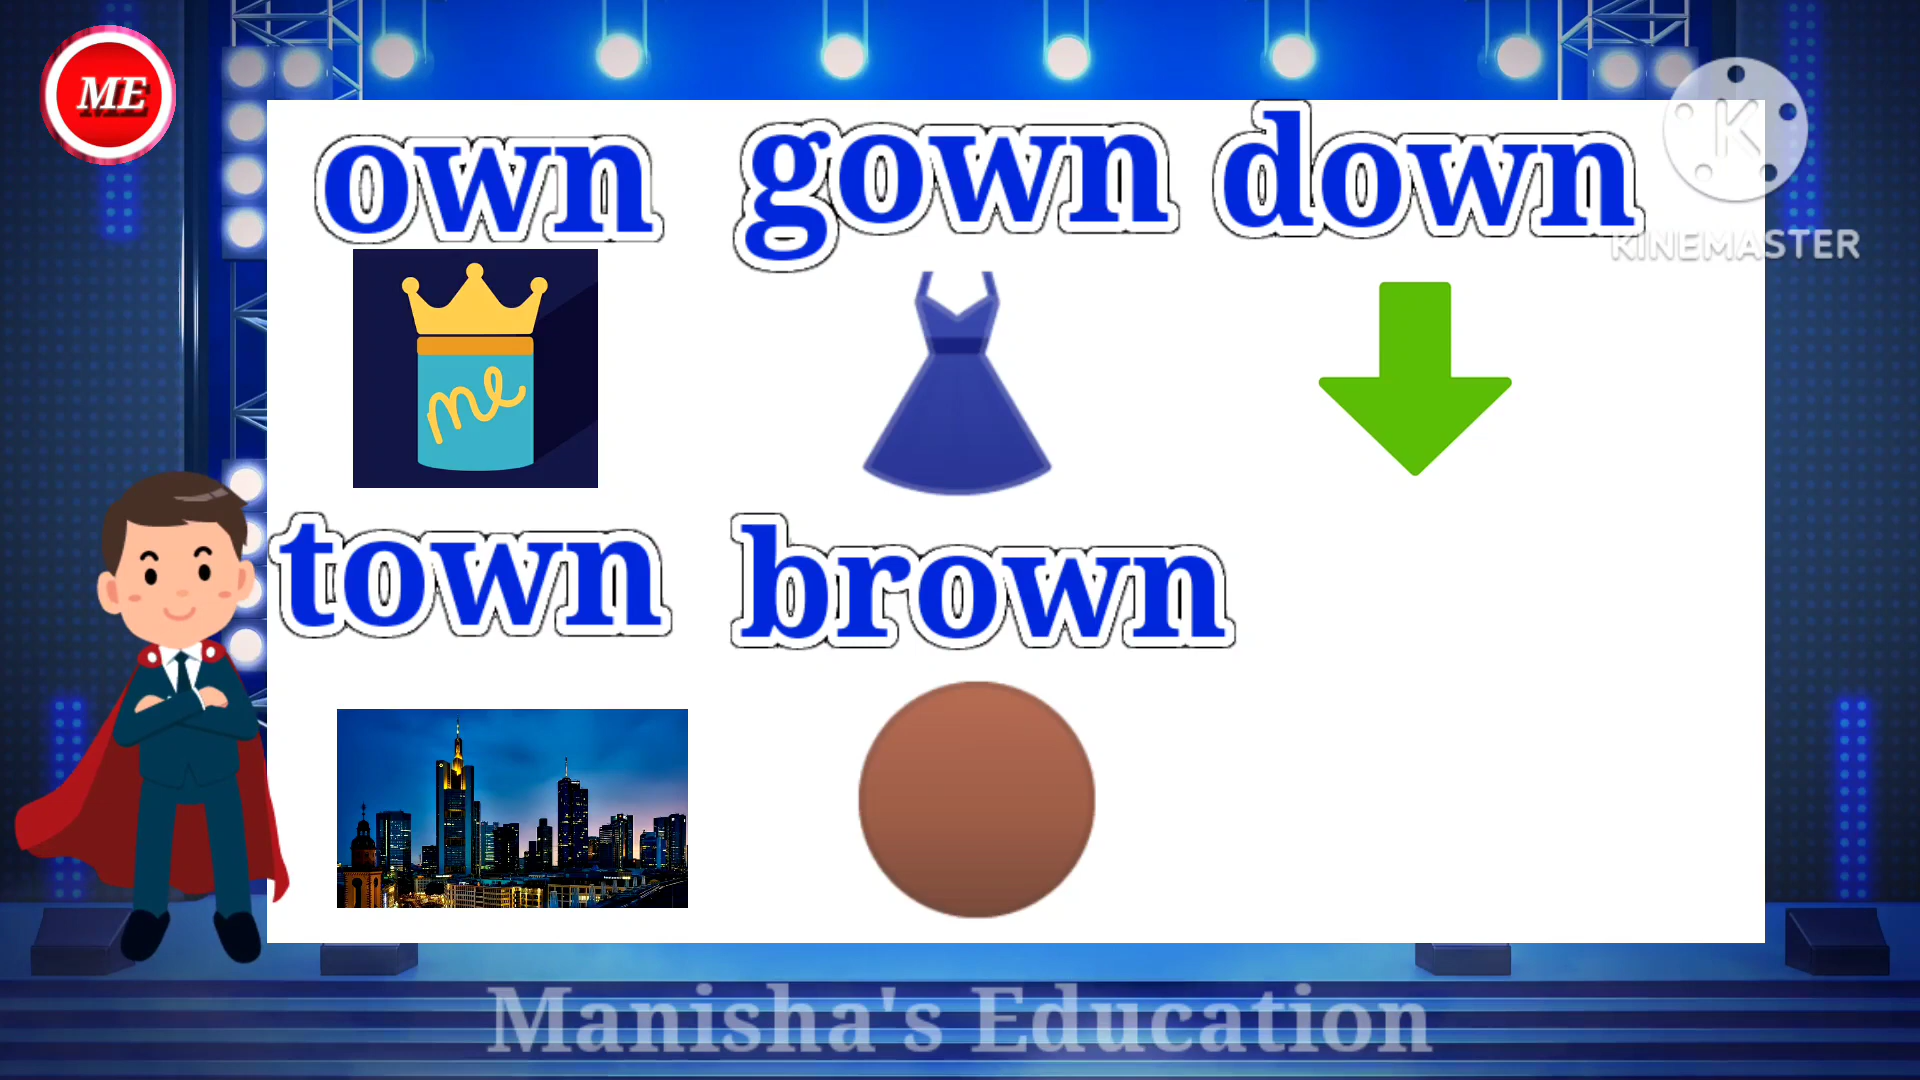 ME
own gown down
K
KINEMASTER
me
town brown
Manisha's Education